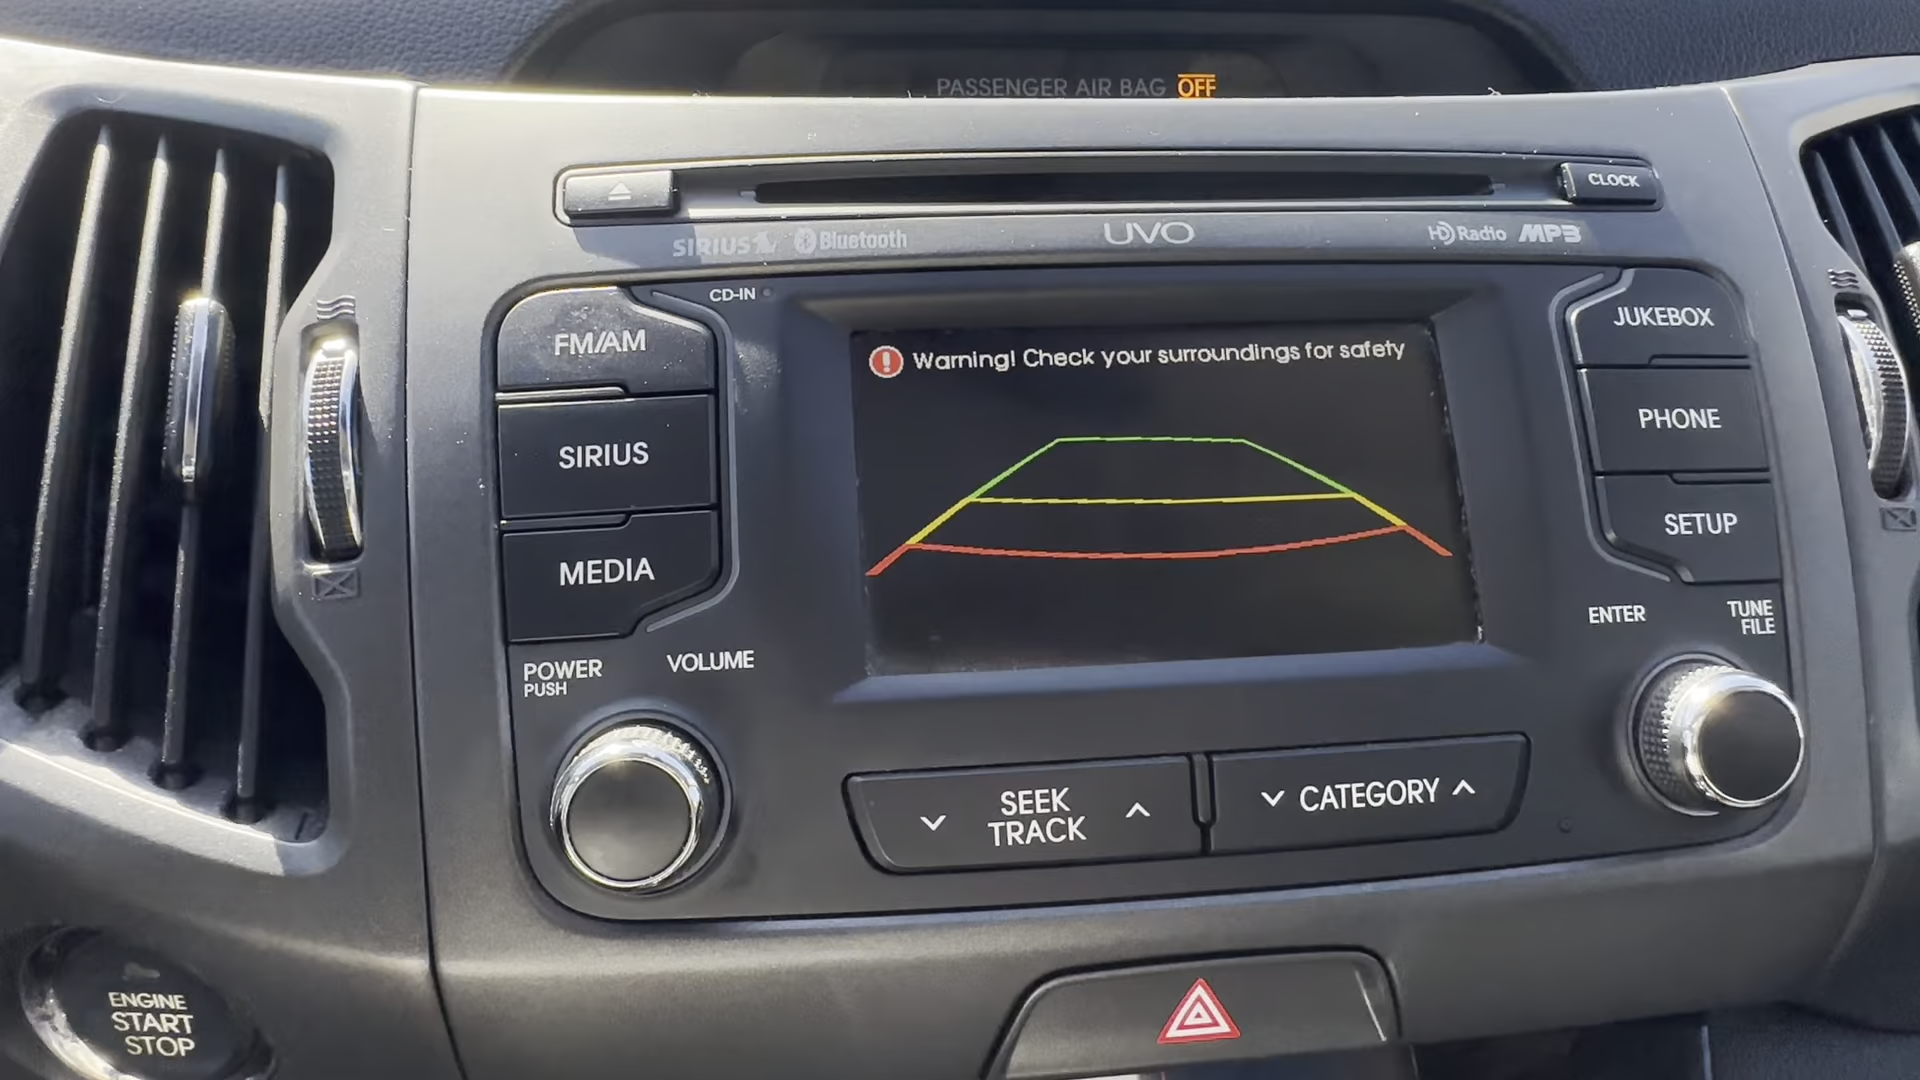 PASSENGER AIR BAG OFF
CLOCK
SIRIUS
Bluetooth
UVO
HD Radio
MP3
CD-IN
FM/AM
SIRIUS
MEDIA
Warning! Check your surroundings for safety
JUKEBOX
PHONE
SETUP
POWER
PUSH
VOLUME
ENTER
TUNE
FILE
SEEK
TRACK
CATEGORY
ENGINE
START
STOP